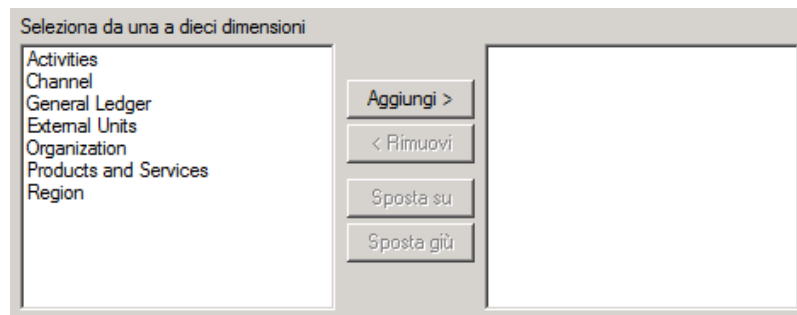 Seleziona da una a dieci dimensioni
Activities
Channel
General Ledger
External Units
Organization
Products and Services
Region
Aggiungi >
< Rimuovi
Sposta su
Sposta giù